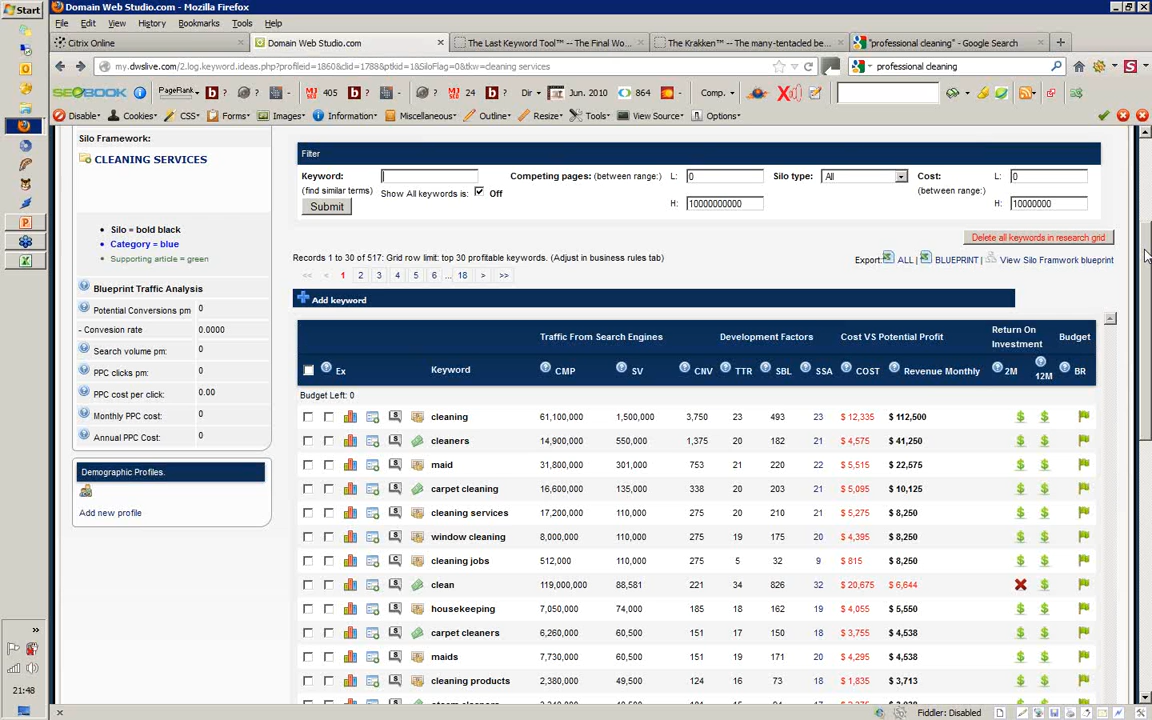 Start
Domain Web Studio.com - Mozilla Firefox
File Edit View History Bookmarks Tools Help
Citrix Online
Domain Web Studio.com
The Last Keyword Tool™ -- The Final Wo...
The Krakken™ -- The many-tentacled be...
"professional cleaning" - Google Search
my.dwslive.com/2.log.keyword.ideas.php?profileid=1860&clid=1788&ptkid=1&SiloFlag=0&tkw=cleaning services
professional cleaning
SEOBOOK PageRank 405 24 Dir Jun. 2010 864 Comp.
Disable Cookies CSS Forms Images Information Miscellaneous Outline Resize Tools View Source Options
Silo Framework:
CLEANING SERVICES
Silo = bold black
Category = blue
Supporting article = green
Blueprint Traffic Analysis
Potential Conversions pm 0
- Convesion rate 0.0000
Search volume pm: 0
PPC clicks pm: 0
PPC cost per click: 0.00
Monthly PPC cost: 0
Annual PPC Cost: 0
Demographic Profiles.
Add new profile
Filter
Keyword: Competing pages: (between range:) L: 0 Silo type: All Cost: L: 0
(find similar terms) Show All keywords is: Off (between range:)
Submit H: 10000000000 H: 10000000
Delete all keywords in research grid
Records 1 to 30 of 517: Grid row limit: top 30 profitable keywords. (Adjust in business rules tab)
Export: ALL | BLUEPRINT | View Silo Framwork blueprint
<< < 1 2 3 4 5 6 ... 18 > >>
Add keyword
Traffic From Search Engines Development Factors Cost VS Potential Profit Return On Investment Budget
Ex Keyword CMP SV CNV TTR SBL SSA COST Revenue Monthly 2M 12M BR
Budget Left: 0
cleaning 61,100,000 1,500,000 3,750 23 493 23 $ 12,335 $ 112,500
cleaners 14,900,000 550,000 1,375 20 182 21 $ 4,575 $ 41,250
maid 31,800,000 301,000 753 21 220 22 $ 5,515 $ 22,575
carpet cleaning 16,600,000 135,000 338 20 203 21 $ 5,095 $ 10,125
cleaning services 17,200,000 110,000 275 20 210 21 $ 5,275 $ 8,250
window cleaning 8,000,000 110,000 275 19 175 20 $ 4,395 $ 8,250
cleaning jobs 512,000 110,000 275 5 32 9 $ 815 $ 8,250
clean 119,000,000 88,581 221 34 826 32 $ 20,675 $ 6,644
housekeeping 7,050,000 74,000 185 18 162 19 $ 4,055 $ 5,550
carpet cleaners 6,260,000 60,500 151 17 150 18 $ 3,755 $ 4,538
maids 7,730,000 60,500 151 19 171 20 $ 4,295 $ 4,538
cleaning products 2,380,000 49,500 124 16 73 18 $ 1,835 $ 3,713
21:48
Fiddler: Disabled